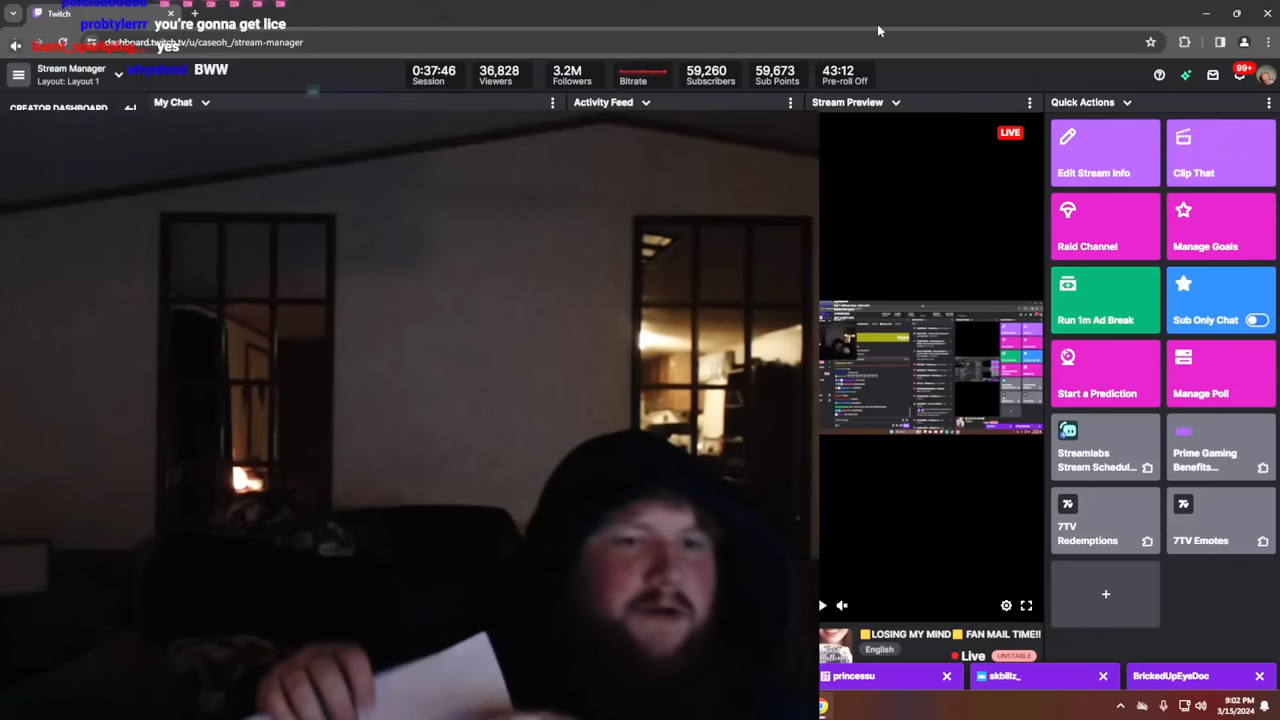 Twitch
probtylerrr you're gonna get lice
dashboard.twitch.tv/u/caseoh_/stream-manager
yes
BWW
Stream Manager
Layout: Layout 1
0:37:46
Session
36,828
Viewers
3.2M
Followers
Bitrate
59,260
Subscribers
59,673
Sub Points
43:12
Pre-roll Off
99+
CREATOR DASHBOARD
My Chat
Activity Feed
Stream Preview
Quick Actions
LIVE
Edit Stream Info
Clip That
Raid Channel
Manage Goals
Run 1m Ad Break
Sub Only Chat
Start a Prediction
Manage Poll
Streamlabs
Stream Schedul...
Prime Gaming
Benefits...
7TV
Redemptions
7TV Emotes
+
🟨LOSING MY MIND🟨 FAN MAIL TIME!!
English
Live
UNSTABLE
princessu
skbillz_
BrickedUpEyeDoc
9:02 PM
3/15/2024